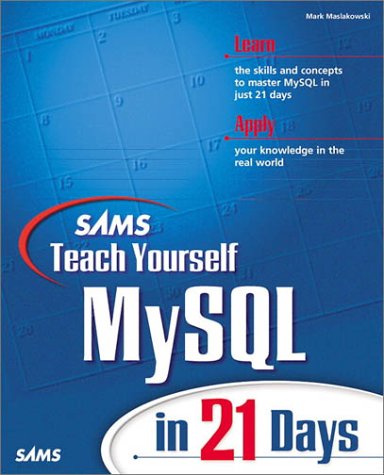 Mark Maslakowski
Learn
the skills and concepts
to master MySQL in
just 21 days
Apply
your knowledge in the
real world
SAMS
Teach Yourself
MySQL
in 21 Days
SAMS